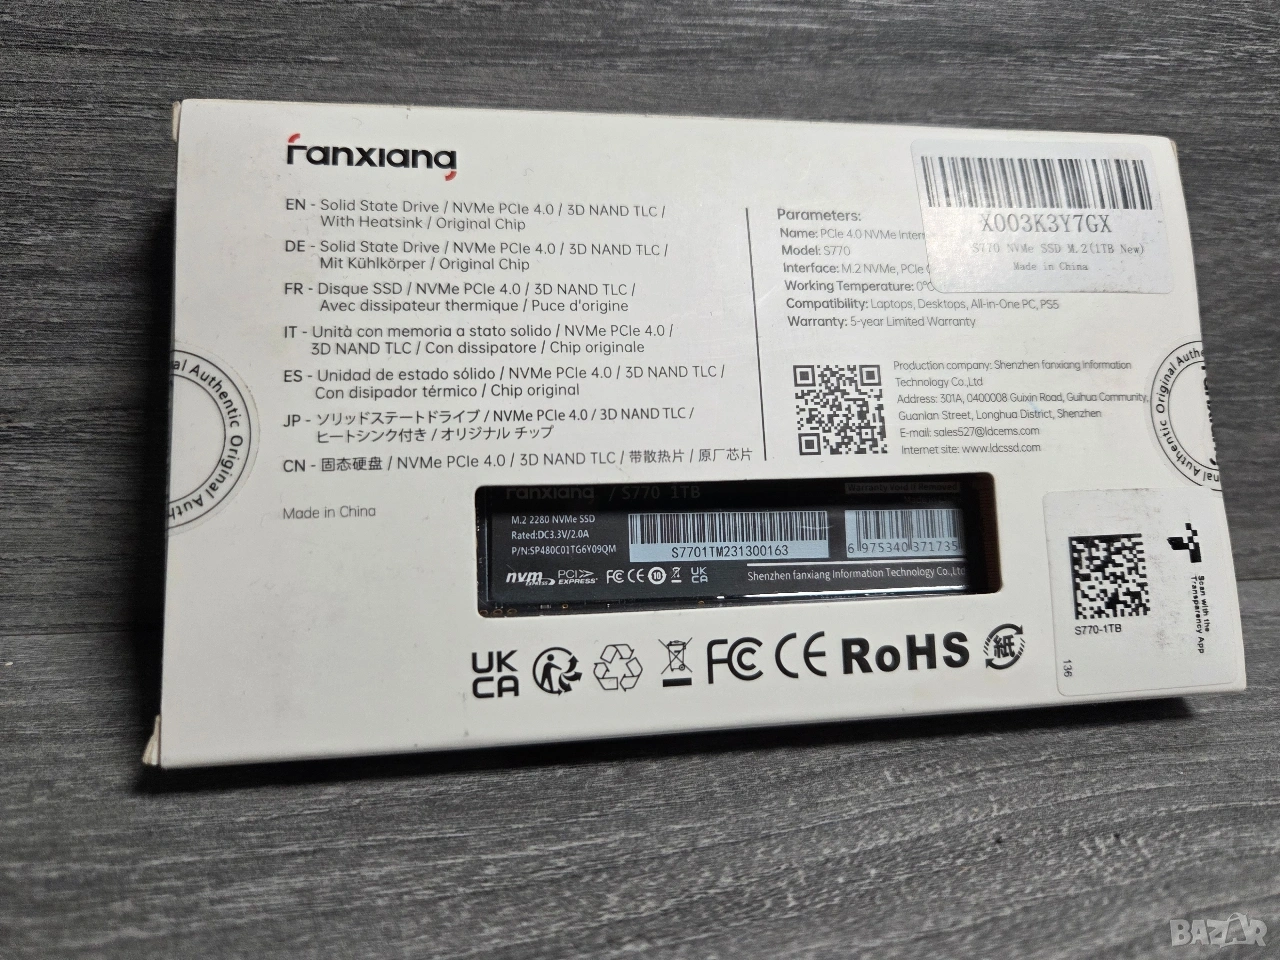 fanxiang
EN - Solid State Drive / NVMe PCIe 4.0 / 3D NAND TLC /
With Heatsink / Original Chip
DE - Solid State Drive / NVMe PCIe 4.0 / 3D NAND TLC /
Mit Kühlkörper / Original Chip
FR - Disque SSD / NVMe PCIe 4.0 / 3D NAND TLC /
Avec dissipateur thermique / Puce d'origine
IT - Unità con memoria a stato solido / NVMe PCIe 4.0 /
3D NAND TLC / Con dissipatore / Chip originale
ES - Unidad de estado sólido / NVMe PCIe 4.0 / 3D NAND TLC /
Con disipador térmico / Chip original
JP - ソリッドステートドライブ / NVMe PCIe 4.0 / 3D NAND TLC /
ヒートシンク付き / オリジナル チップ
CN - 固态硬盘 / NVMe PCIe 4.0 / 3D NAND TLC / 带散热片 / 原厂芯片
Made in China
Parameters:
Name: PCIe 4.0 NVMe Intern
Model: S770
Interface: M.2 NVMe, PCIe
Working Temperature: 0°C
Compatibility: Laptops, Desktops, All-in-One PC, PS5
Warranty: 5-year Limited Warranty
X003K3Y7GX
S770 NVMe SSD M.2(1TB New)
Made in China
Production company: Shenzhen fanxiang Information
Technology Co.,Ltd
Address: 301A, 0400008 Guixin Road, Guihua Community,
Guanlan Street, Longhua District, Shenzhen
E-mail: sales527@ldcems.com
Internet site: www.ldcssd.com
al Authentic Original Auth
Original Authentic
fanxiang / S770 1TB
Warranty Void If Removed
M.2 2280 NVMe SSD
Rated:DC3.3V/2.0A
P/N:SP480C01TG6Y09QM
S7701TM231300163
6 975340 371735
nvm EXPRESS
PCI EXPRESS
FC CE 10 UK CA
Shenzhen fanxiang Information Technology Co.,Ltd
UK CA FC CE RoHS 紙
S770-1TB
Scan with the
Transparency App
136
BAZAR